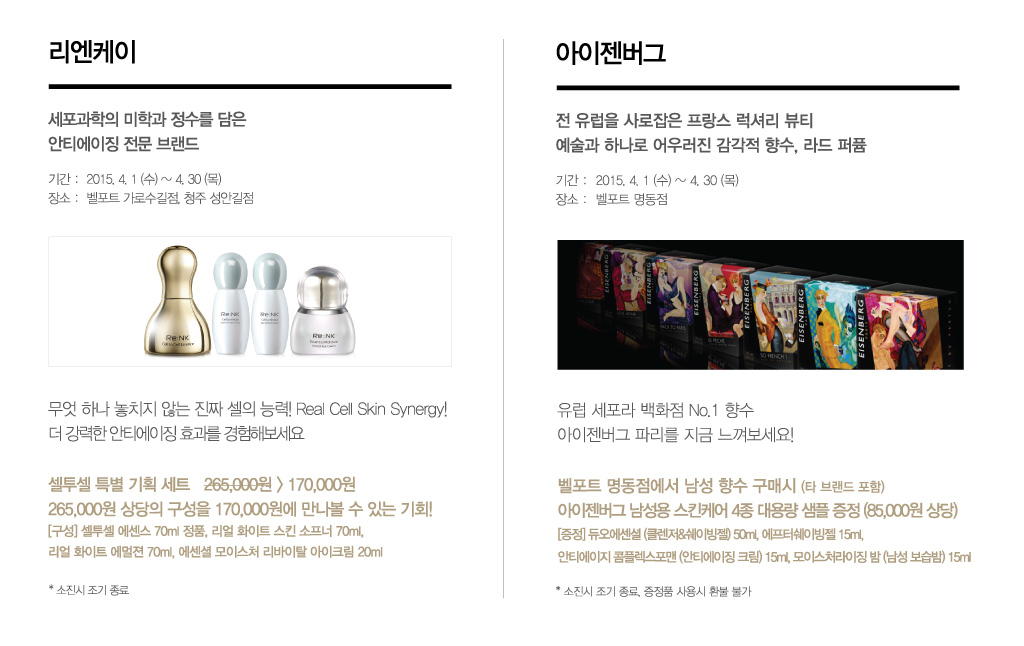 리엔케이
세포과학의 미학과 정수를 담은
안티에이징 전문 브랜드
기간 : 2015. 4. 1 (수) ~ 4. 30 (목)
장소 : 벨포트 가로수길점, 청주 성안길점
Re:NK
Re:NK
Re:NK
Re:NK
무엇 하나 놓치지 않는 진짜 셀의 능력! Real Cell Skin Synergy!
더 강력한 안티에이징 효과를 경험해보세요
셀투셀 특별 기획 세트 265,000원 > 170,000원
265,000원 상당의 구성을 170,000원에 만나볼 수 있는 기회!
[구성] 셀투셀 에센스 70ml 정품, 리얼 화이트 스킨 소프너 70ml,
리얼 화이트 에멀젼 70ml, 에센셜 모이스처 리바이탈 아이크림 20ml
* 소진시 조기 종료
아이젠버그
전 유럽을 사로잡은 프랑스 럭셔리 뷰티
예술과 하나로 어우러진 감각적 향수, 라드 퍼퓸
기간 : 2015. 4. 1 (수) ~ 4. 30 (목)
장소 : 벨포트 명동점
EISENBERG
EISENBERG
EISENBERG
EISENBERG
EISENBERG
BACK TO PARIS
SO FRENCH !
유럽 세포라 백화점 No.1 향수
아이젠버그 파리를 지금 느껴보세요!
벨포트 명동점에서 남성 향수 구매시 (타 브랜드 포함)
아이젠버그 남성용 스킨케어 4종 대용량 샘플 증정 (85,000원 상당)
[증정] 듀오에센셜 (클렌저&쉐이빙젤) 50ml, 에프터쉐이빙젤 15ml,
안티에이지 콤플렉스포맨 (안티에이징 크림) 15ml, 모이스처라이징 밤 (남성 보습밤) 15ml
* 소진시 조기 종료, 증정품 사용시 환불 불가